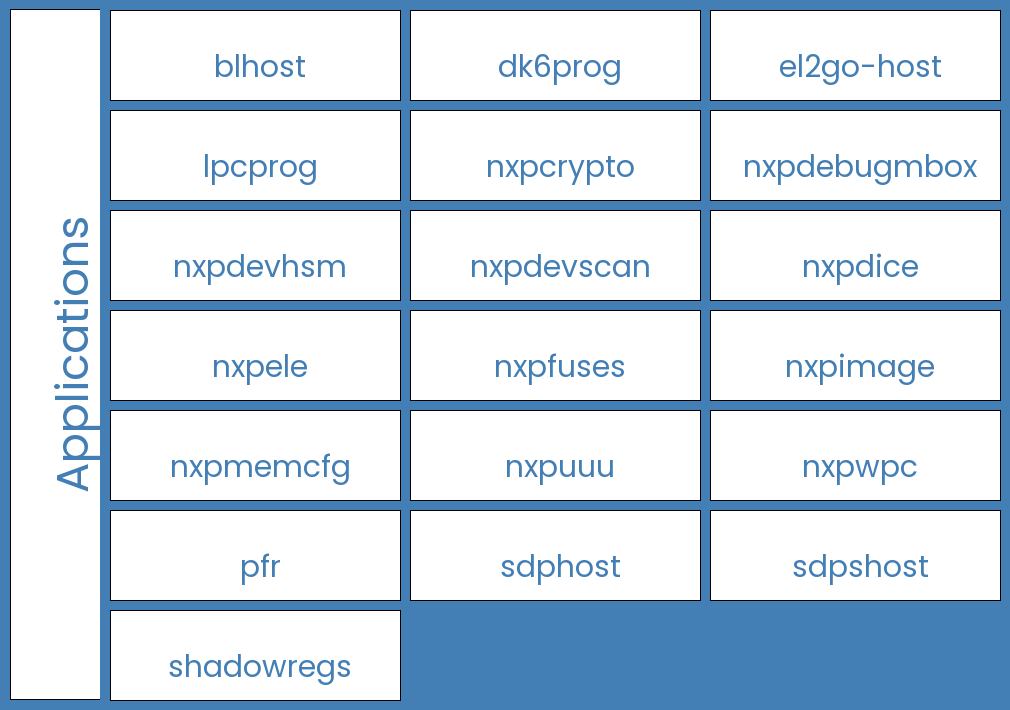 Applications
blhost
dk6prog
el2go-host
lpcprog
nxpcrypto
nxpdebugmbox
nxpdevhsm
nxpdevscan
nxpdice
nxpele
nxpfuses
nxpimage
nxpmemcfg
nxpuuu
nxpwpc
pfr
sdphost
sdpshost
shadowregs